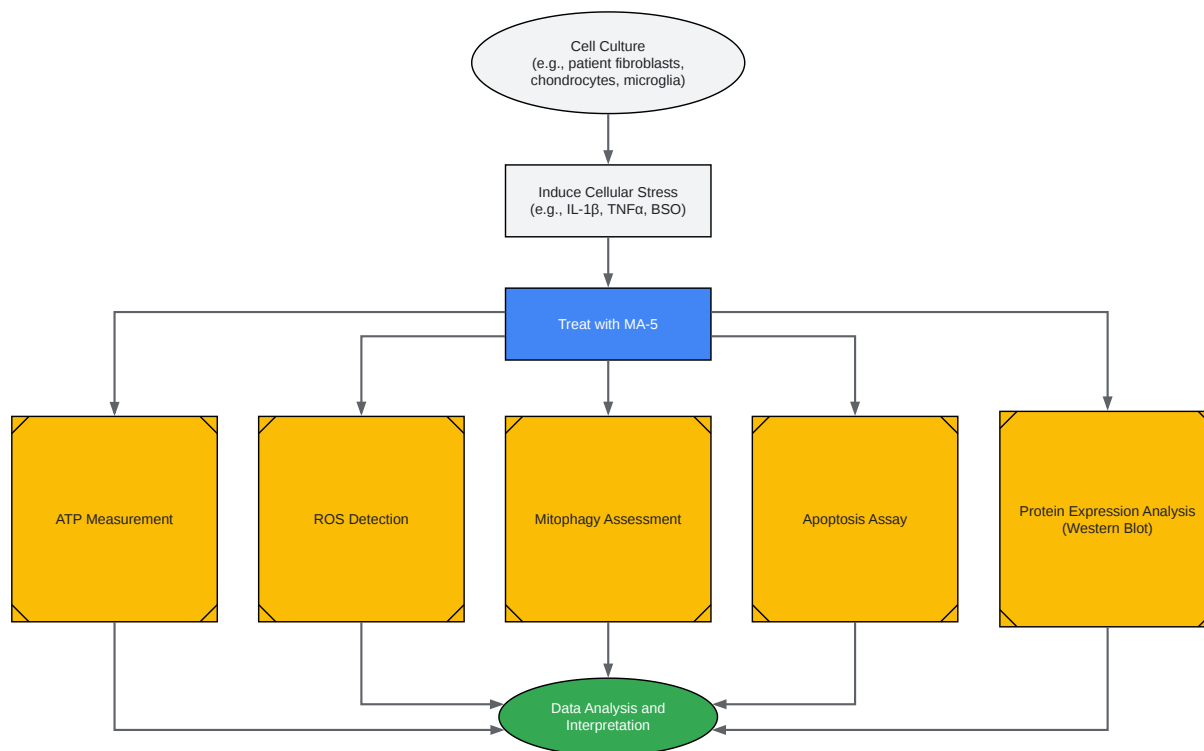 Cell Culture
(e.g., patient fibroblasts,
chondrocytes, microglia)
Induce Cellular Stress
(e.g., IL-1β, TNFα, BSO)
Treat with MA-5
ATP Measurement
ROS Detection
Mitophagy Assessment
Apoptosis Assay
Protein Expression Analysis
(Western Blot)
Data Analysis and
Interpretation